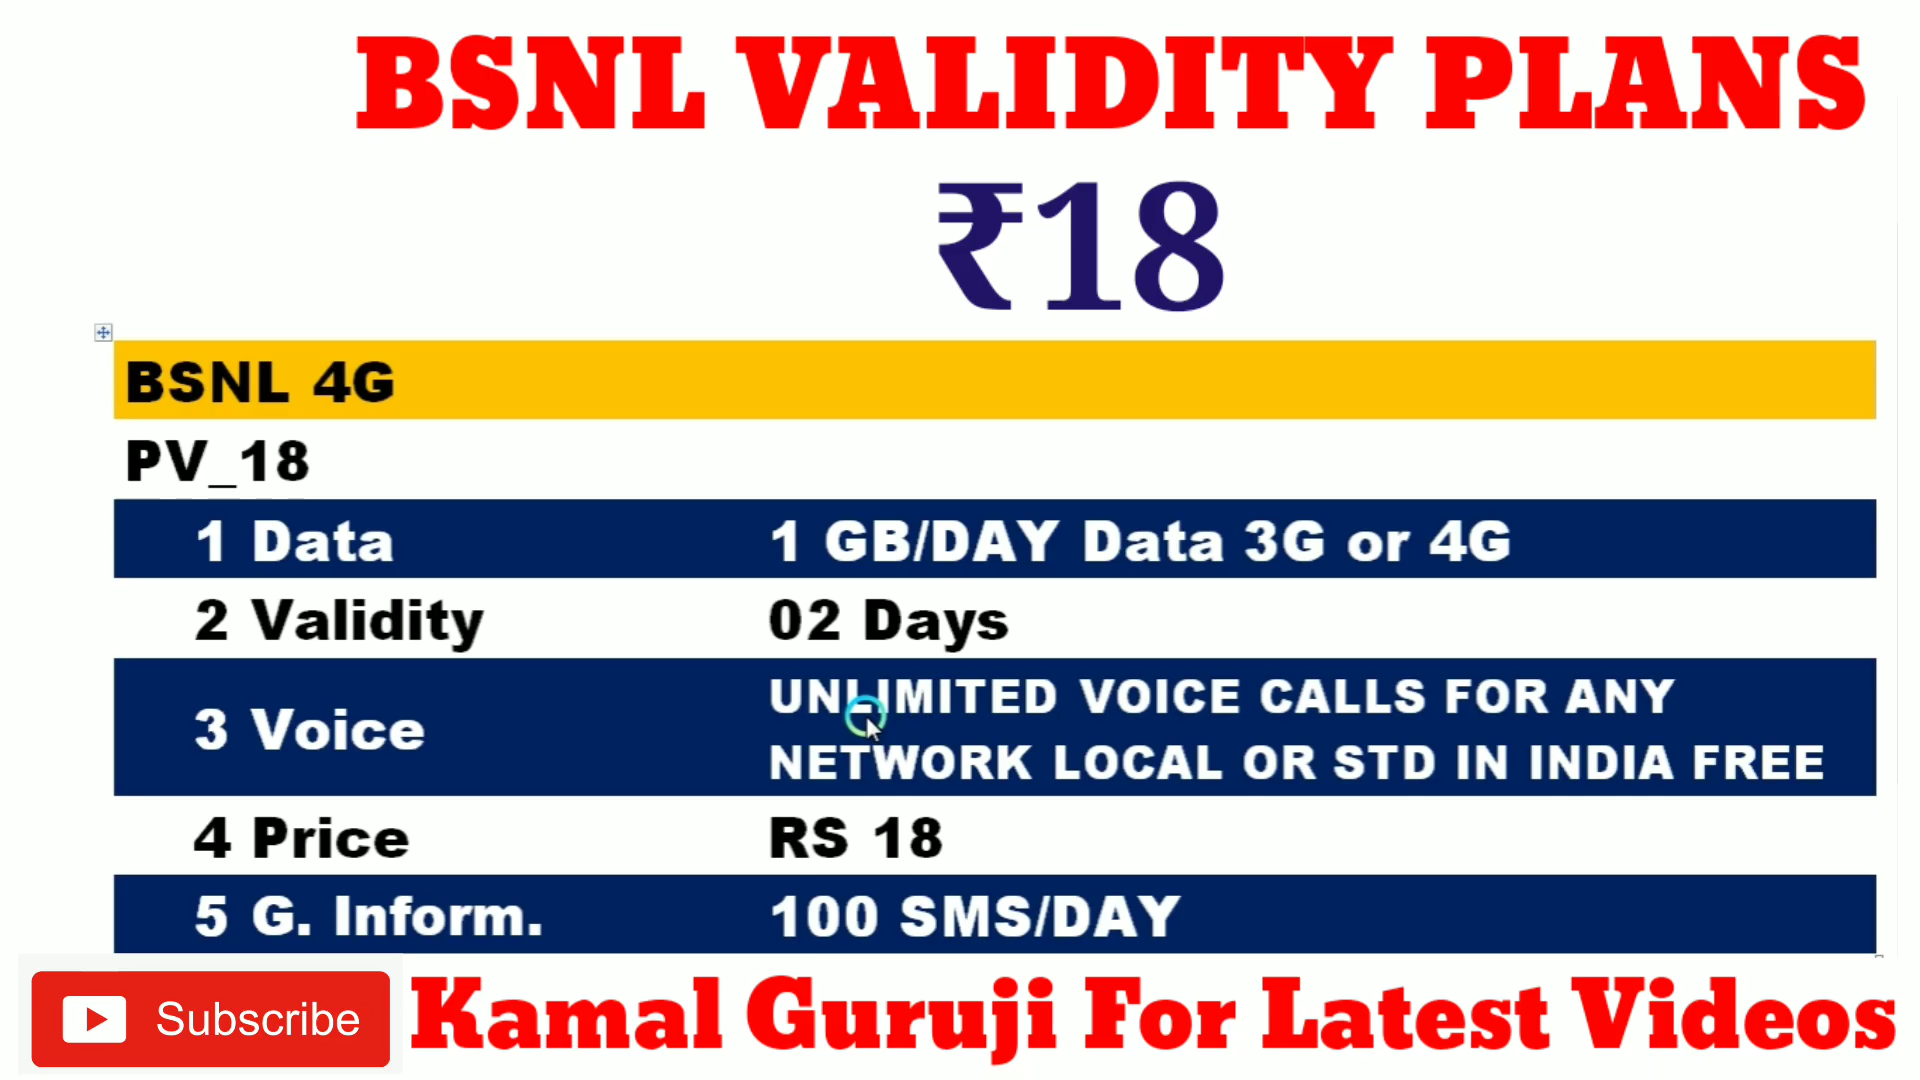 BSNL VALIDITY PLANS
₹18
BSNL 4G
PV_18
1 Data 1 GB/DAY Data 3G or 4G
2 Validity 02 Days
3 Voice UNLIMITED VOICE CALLS FOR ANY
NETWORK LOCAL OR STD IN INDIA FREE
4 Price RS 18
5 G. Inform. 100 SMS/DAY
Subscribe Kamal Guruji For Latest Videos